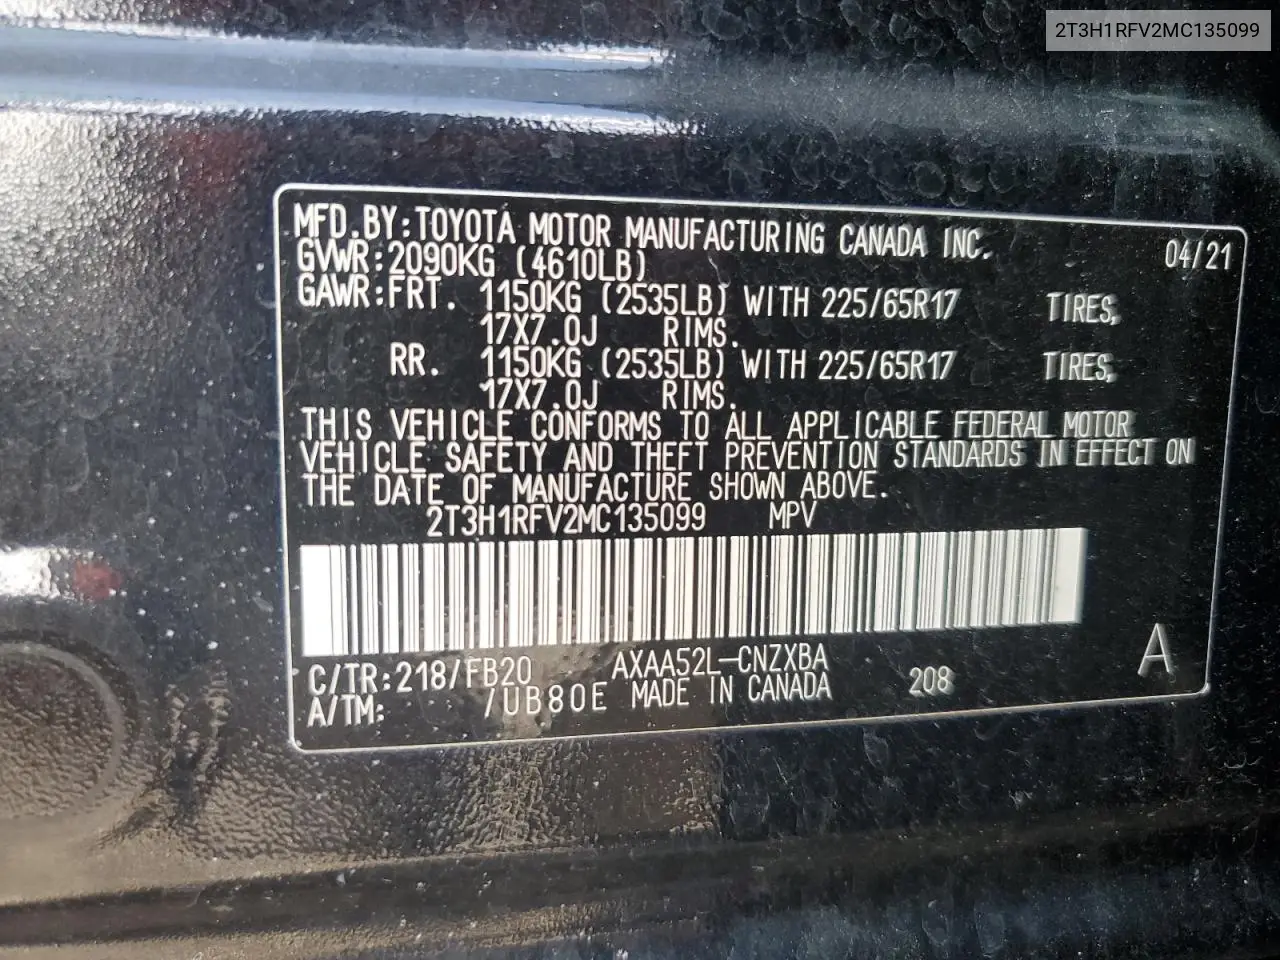 2T3H1RFV2MC135099
MFD.BY:TOYOTA MOTOR MANUFACTURING CANADA INC. 04/21
GVWR:2090KG (4610LB)
GAWR:FRT. 1150KG (2535LB) WITH 225/65R17 TIRES,
17X7.0J RIMS.
RR. 1150KG (2535LB) WITH 225/65R17 TIRES,
17X7.0J RIMS.
THIS VEHICLE CONFORMS TO ALL APPLICABLE FEDERAL MOTOR
VEHICLE SAFETY AND THEFT PREVENTION STANDARDS IN EFFECT ON
THE DATE OF MANUFACTURE SHOWN ABOVE.
2T3H1RFV2MC135099 MPV
C/TR:218/FB20 AXAA52L-CNZXBA 208 A
A/TM: /UB80E MADE IN CANADA